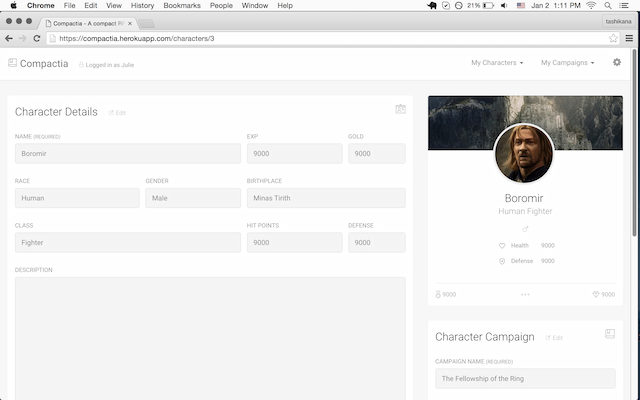 Chrome File Edit View History Bookmarks People Window Help 21% Jan 2 1:11 PM
Compactia - A compact RP
tashikana
https://compactia.herokuapp.com/characters/3
Compactia Logged in as Julie My Characters My Campaigns
Character Details Edit
NAME (REQUIRED) EXP GOLD
Boromir 9000 9000
RACE GENDER BIRTHPLACE
Human Male Minas Tirith
CLASS HIT POINTS DEFENSE
Fighter 9000 9000
DESCRIPTION
Boromir
Human Fighter
Health 9000
Defense 9000
9000 9000
Character Campaign Edit
CAMPAIGN NAME (REQUIRED)
The Fellowship of the Ring